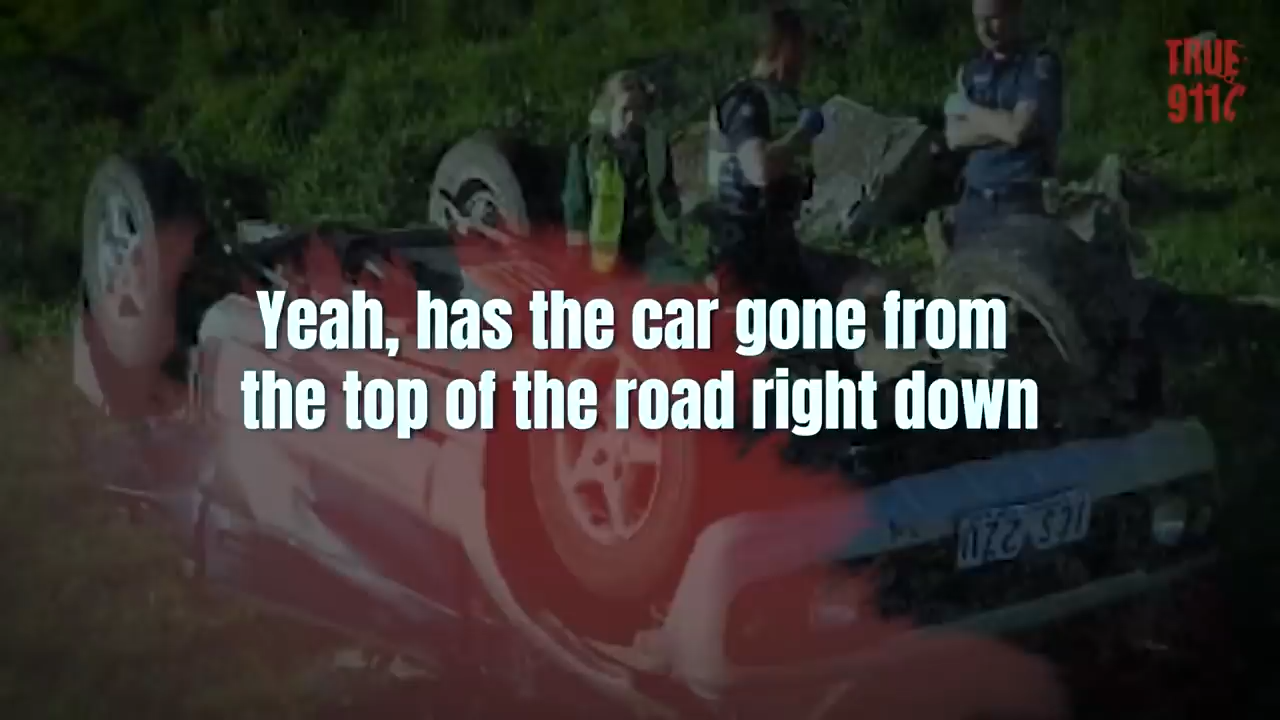 TRUE
911
Yeah, has the car gone from
the top of the road right down